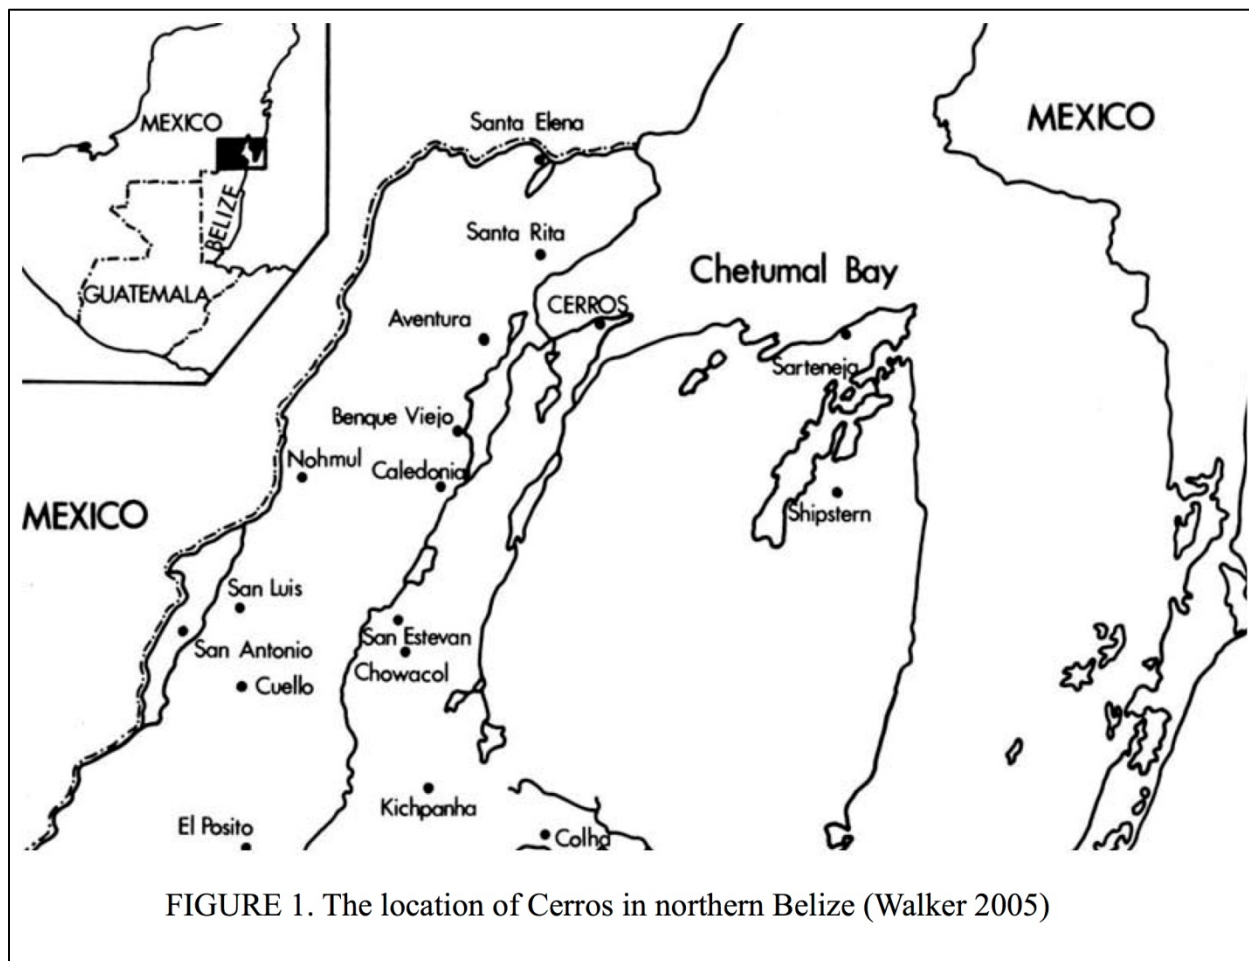 MEXICO
BELIZE
GUATEMALA
Santa Elena
MEXICO
Santa Rita
Chetumal Bay
CERROS
Aventura
Sarteneja
Benque Viejo
Nohmul
Caledonia
MEXICO
Shipstern
San Luis
San Estevan
San Antonio
Chowacol
Cuello
Kichpanha
El Posito
Colha
FIGURE 1. The location of Cerros in northern Belize (Walker 2005)